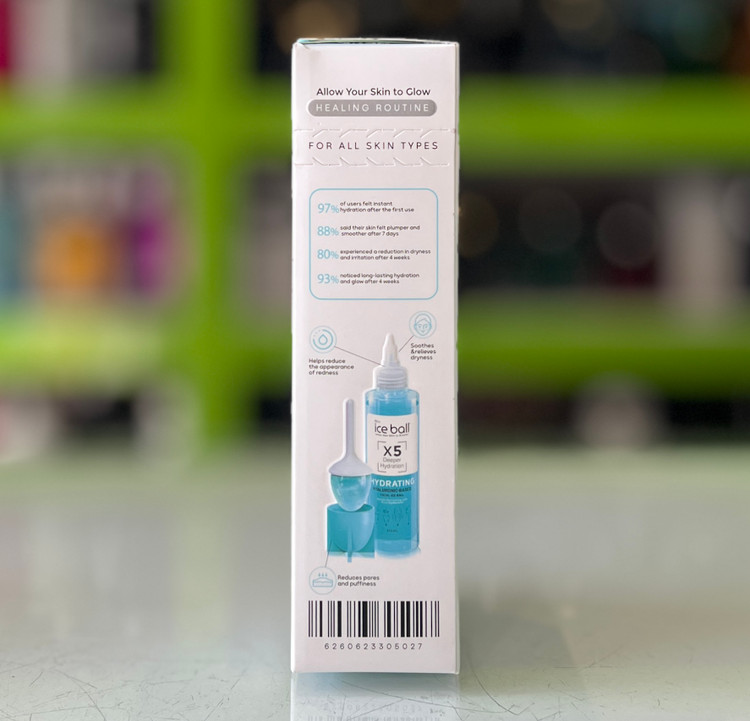 Allow Your Skin to Glow
HEALING ROUTINE
FOR ALL SKIN TYPES
97% of users felt instant
hydration after the first use
88% said their skin felt plumper and
smoother after 7 days
80% experienced a reduction in dryness
and irritation after 4 weeks
93% noticed long-lasting hydration
and glow after 4 weeks
Soothes
&relieves
dryness
Helps reduce
the appearance
of redness
ice ball
X5
Deeper
Hydration
HYDRATING
Reduces pores
and puffiness
6260623305027